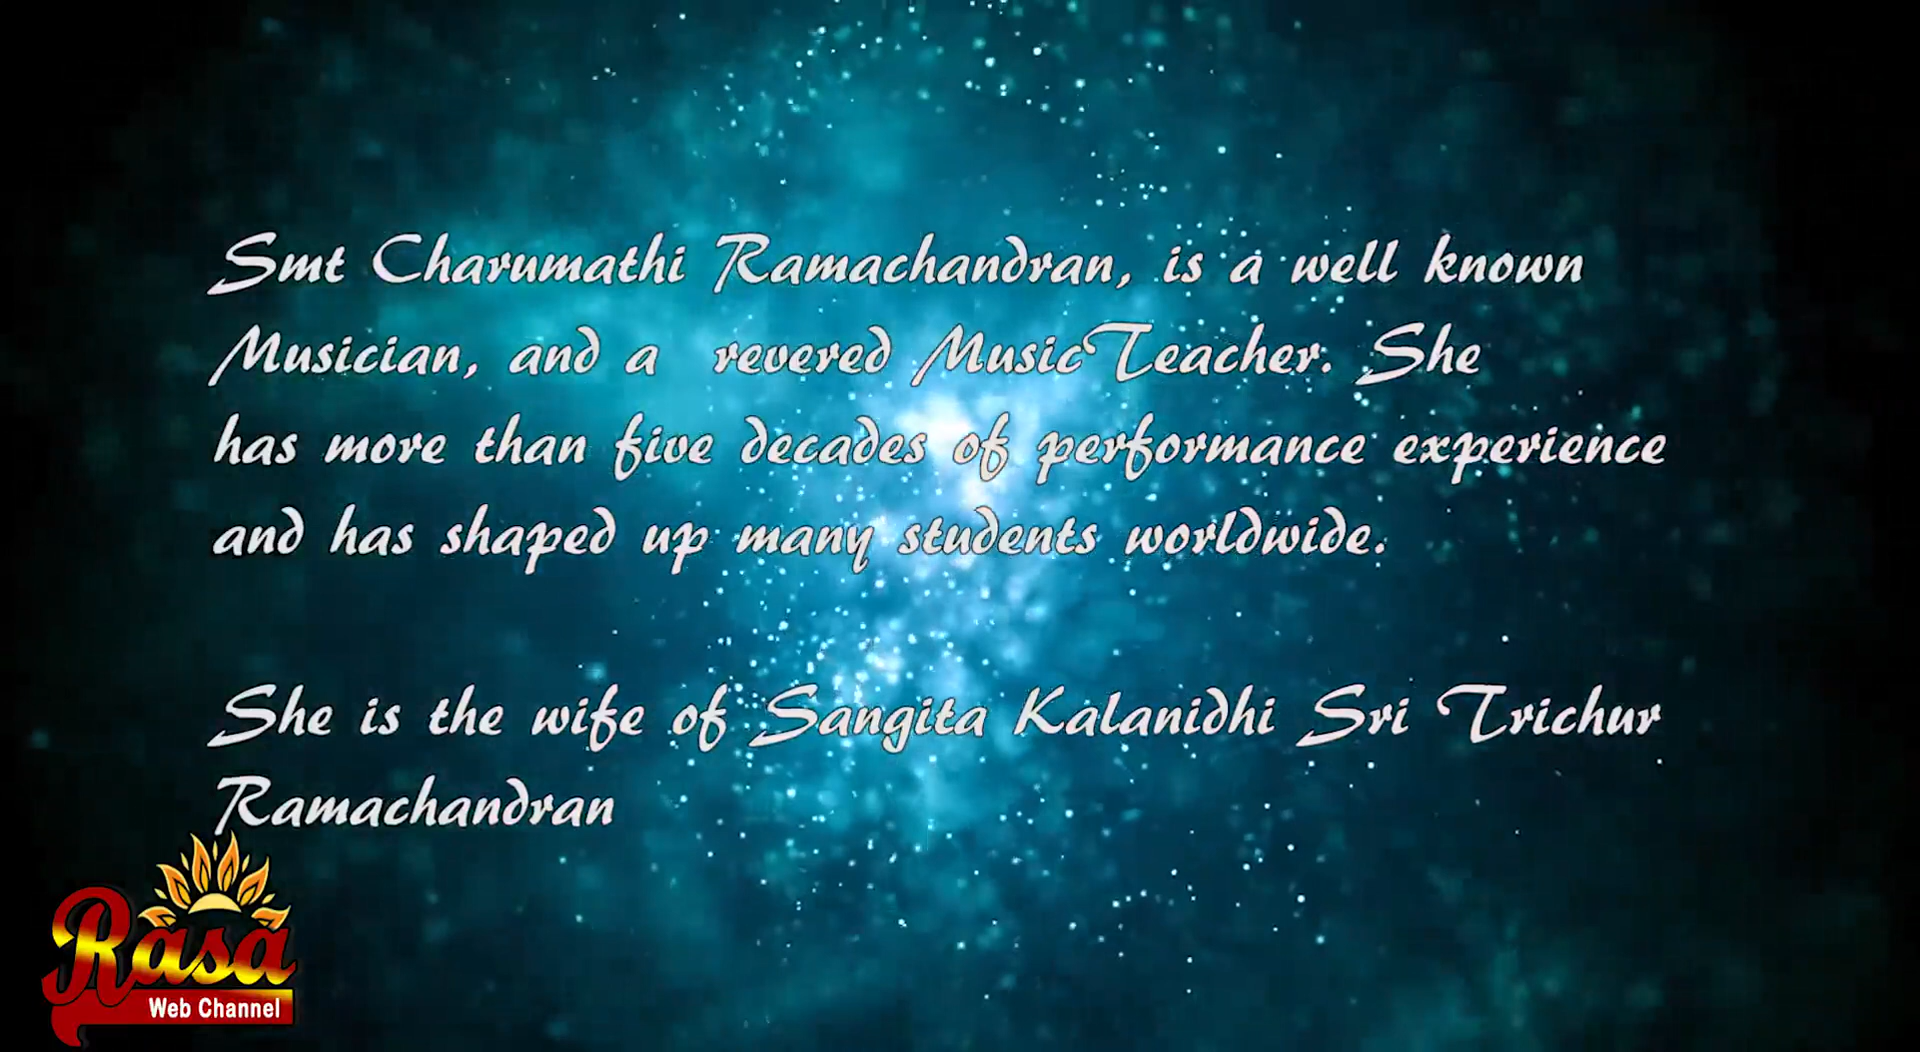 Smt Charumathi Ramachandran, is a well known
Musician, and a revered MusicTeacher. She
has more than five decades of performance experience
and has shaped up many students worldwide.
She is the wife of Sangita Kalanidhi Sri Trichur
Ramachandran
Rasa
Web Channel